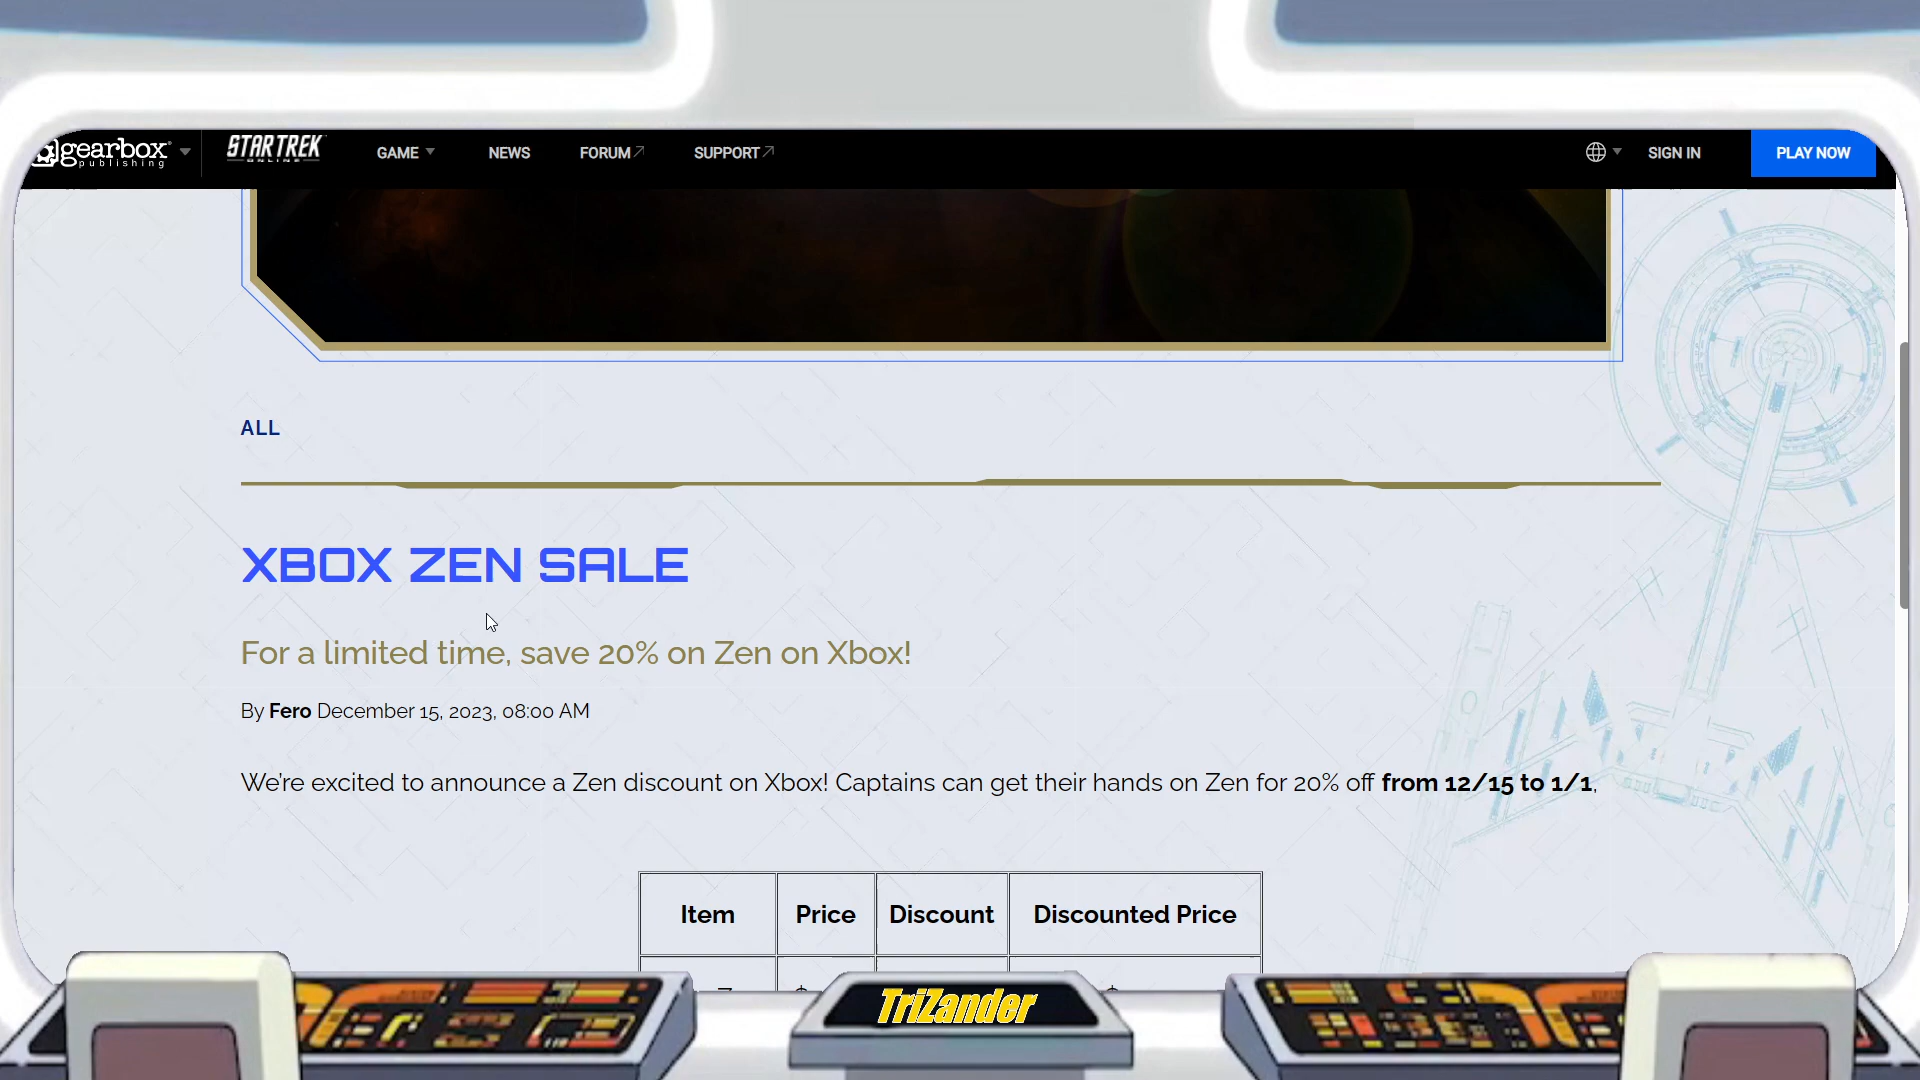 gearbox publishing
STAR TREK ONLINE
GAME
NEWS
FORUM
SUPPORT
SIGN IN
PLAY NOW
ALL
XBOX ZEN SALE
For a limited time, save 20% on Zen on Xbox!
By Fero December 15, 2023, 08:00 AM
We're excited to announce a Zen discount on Xbox! Captains can get their hands on Zen for 20% off from 12/15 to 1/1,
Item Price Discount Discounted Price
TriZander